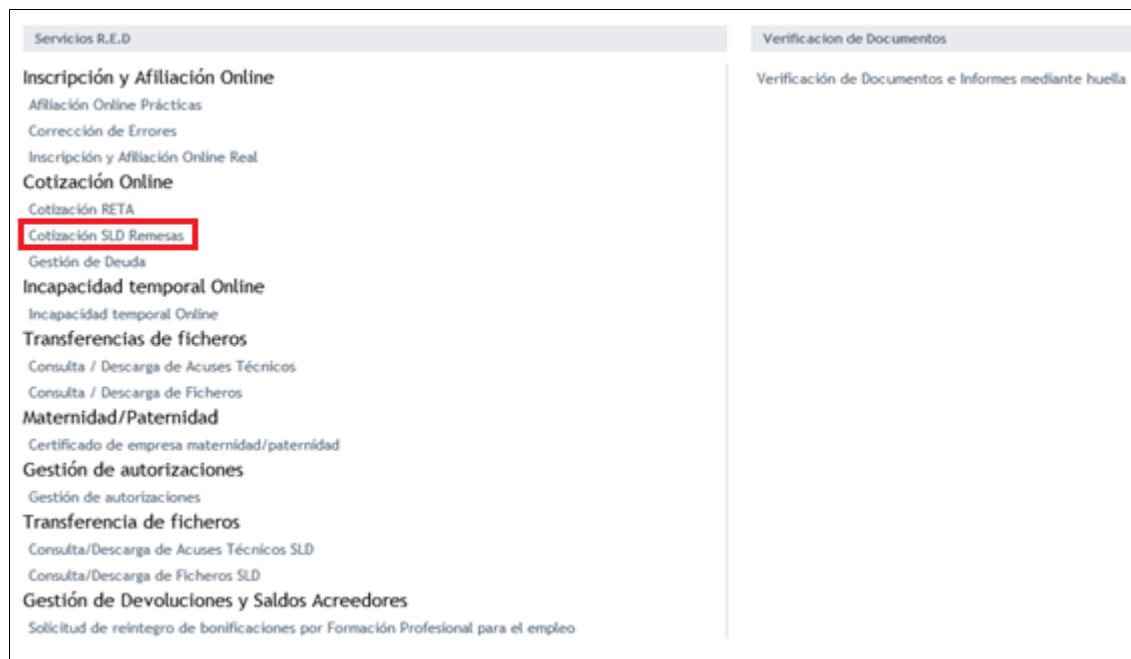 Servicios R.E.D
Inscripción y Afiliación Online
Afiliación Online Prácticas
Corrección de Errores
Inscripción y Afiliación Online Real
Cotización Online
Cotización RETA
Cotización SLD Remesas
Gestión de Deuda
Incapacidad temporal Online
Incapacidad temporal Online
Transferencias de ficheros
Consulta / Descarga de Acuses Técnicos
Consulta / Descarga de Ficheros
Maternidad/Paternidad
Certificado de empresa maternidad/paternidad
Gestión de autorizaciones
Gestión de autorizaciones
Transferencia de ficheros
Consulta/Descarga de Acuses Técnicos SLD
Consulta/Descarga de Ficheros SLD
Gestión de Devoluciones y Saldos Acreedores
Solicitud de reintegro de bonificaciones por Formación Profesional para el empleo
Verificacion de Documentos
Verificación de Documentos e Informes mediante huella